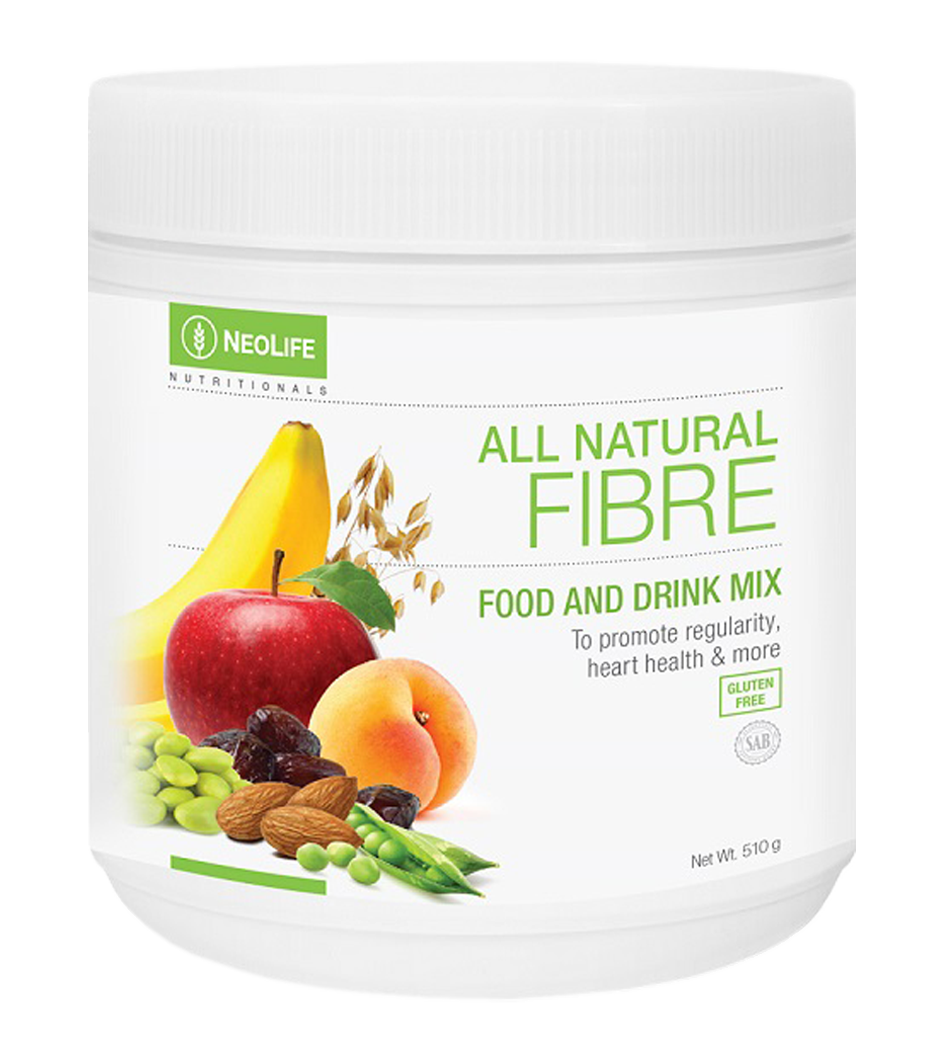 NEOLIFE
NUTRITIONALS
ALL NATURAL
FIBRE
FOOD AND DRINK MIX
To promote regularity,
heart health & more
GLUTEN
FREE
SAB
Net Wt. 510 g